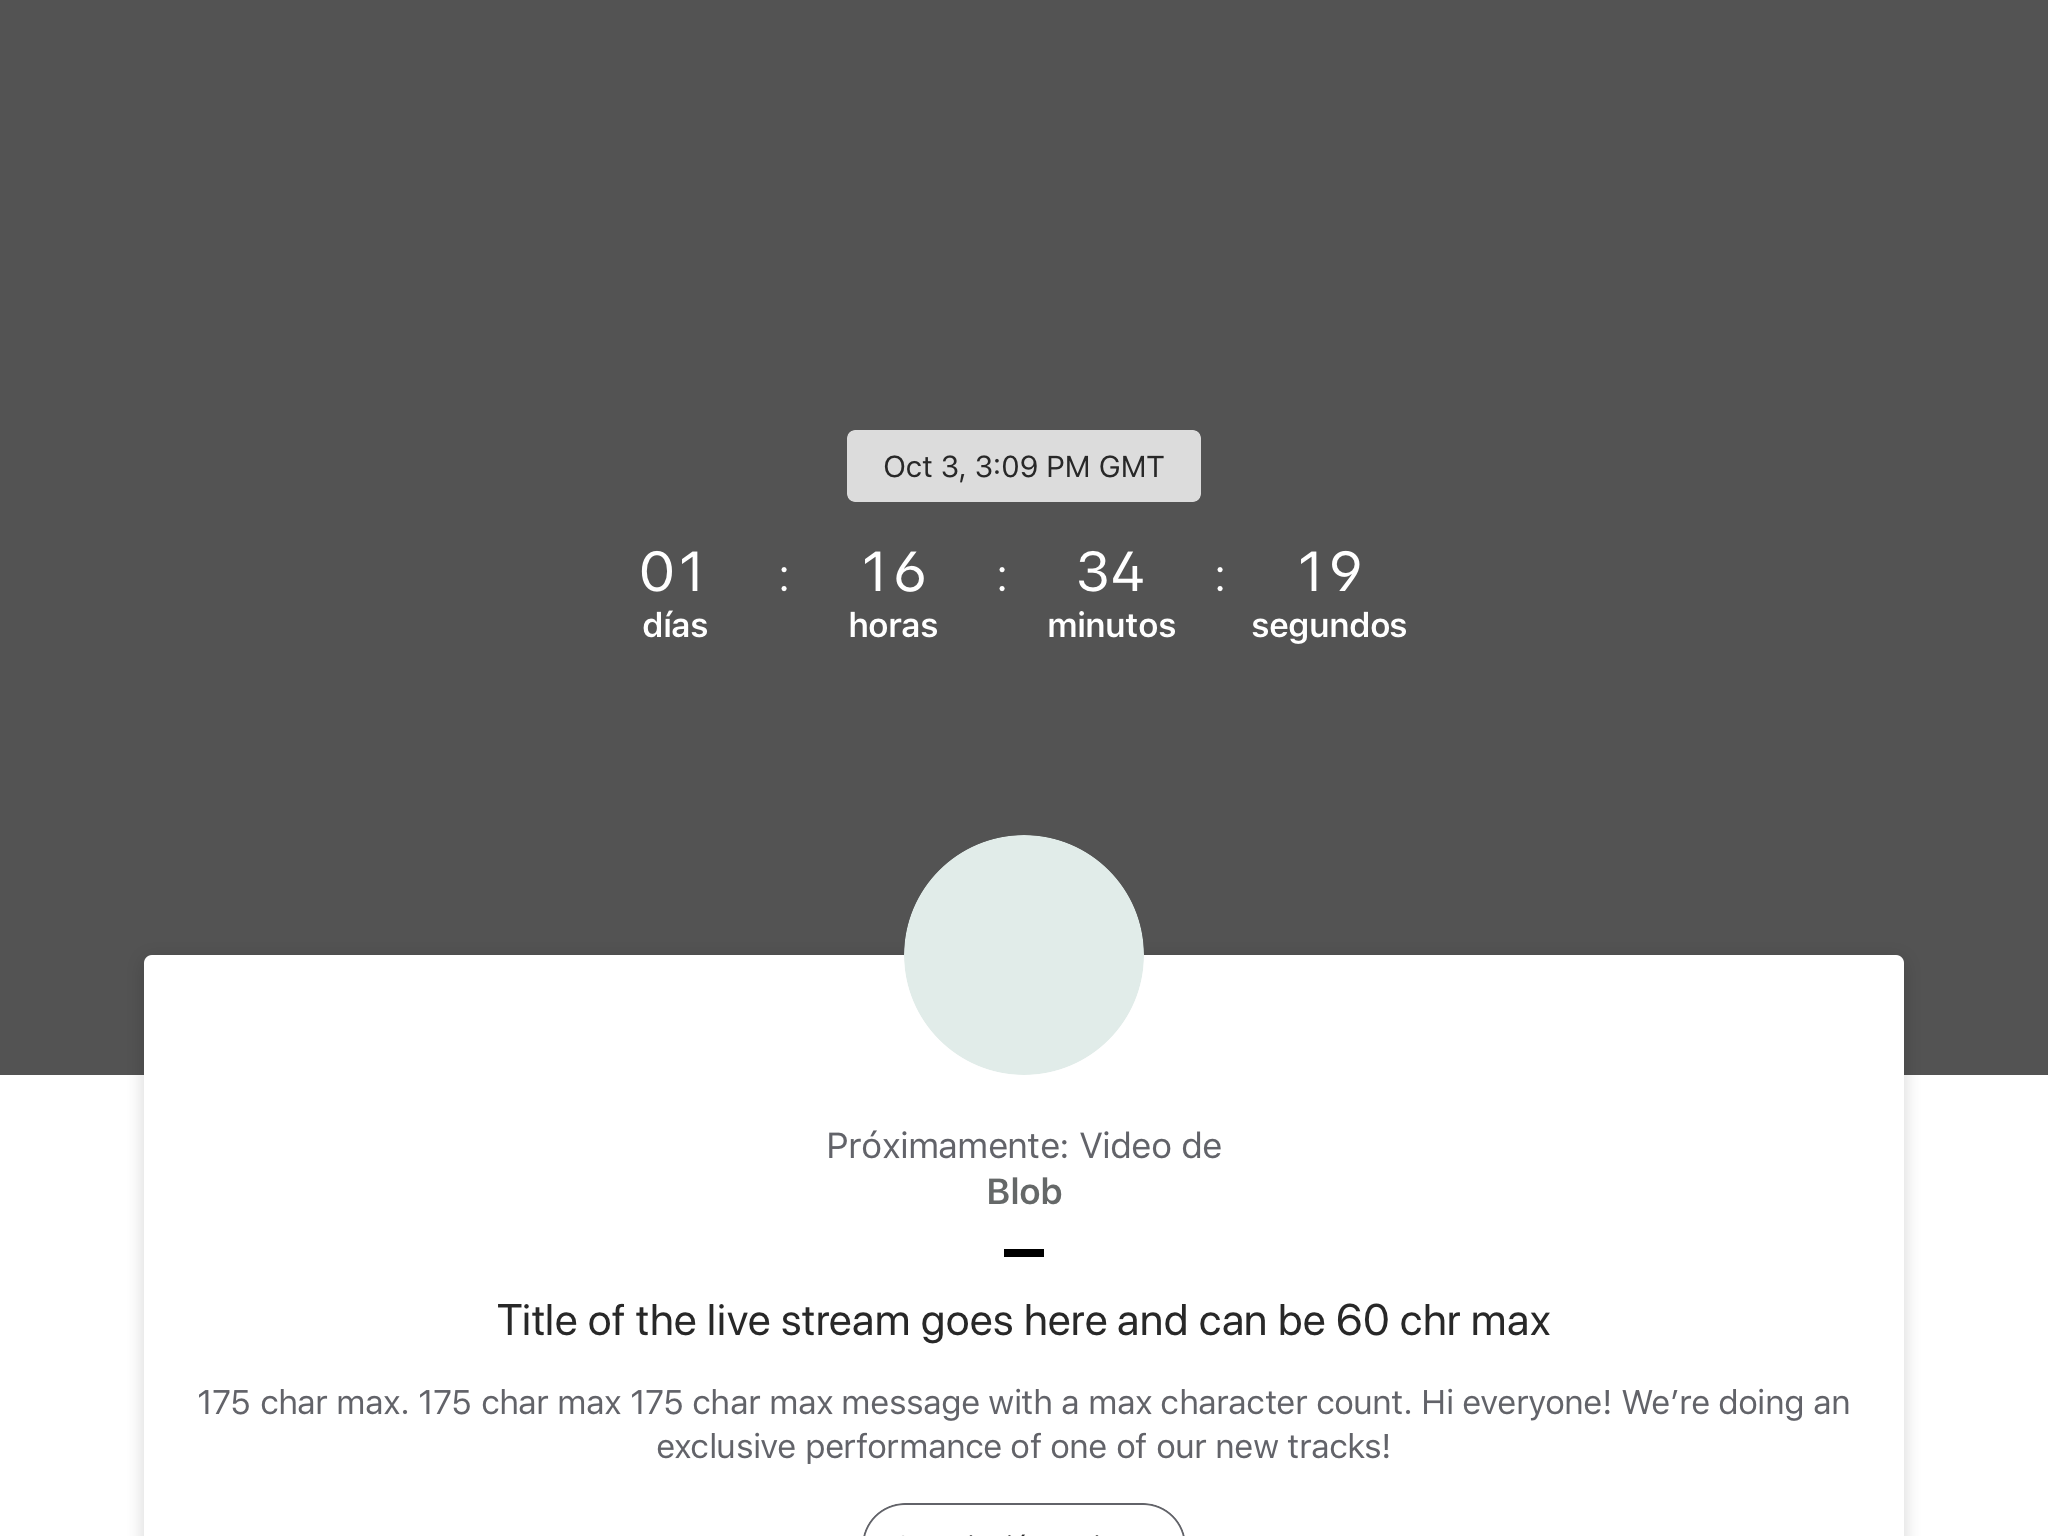 Oct 3, 3:09 PM GMT
01 : 16 : 34 : 19
días horas minutos segundos
Próximamente: Video de
Blob
Title of the live stream goes here and can be 60 chr max
175 char max. 175 char max 175 char max message with a max character count. Hi everyone! We’re doing an
exclusive performance of one of our new tracks!